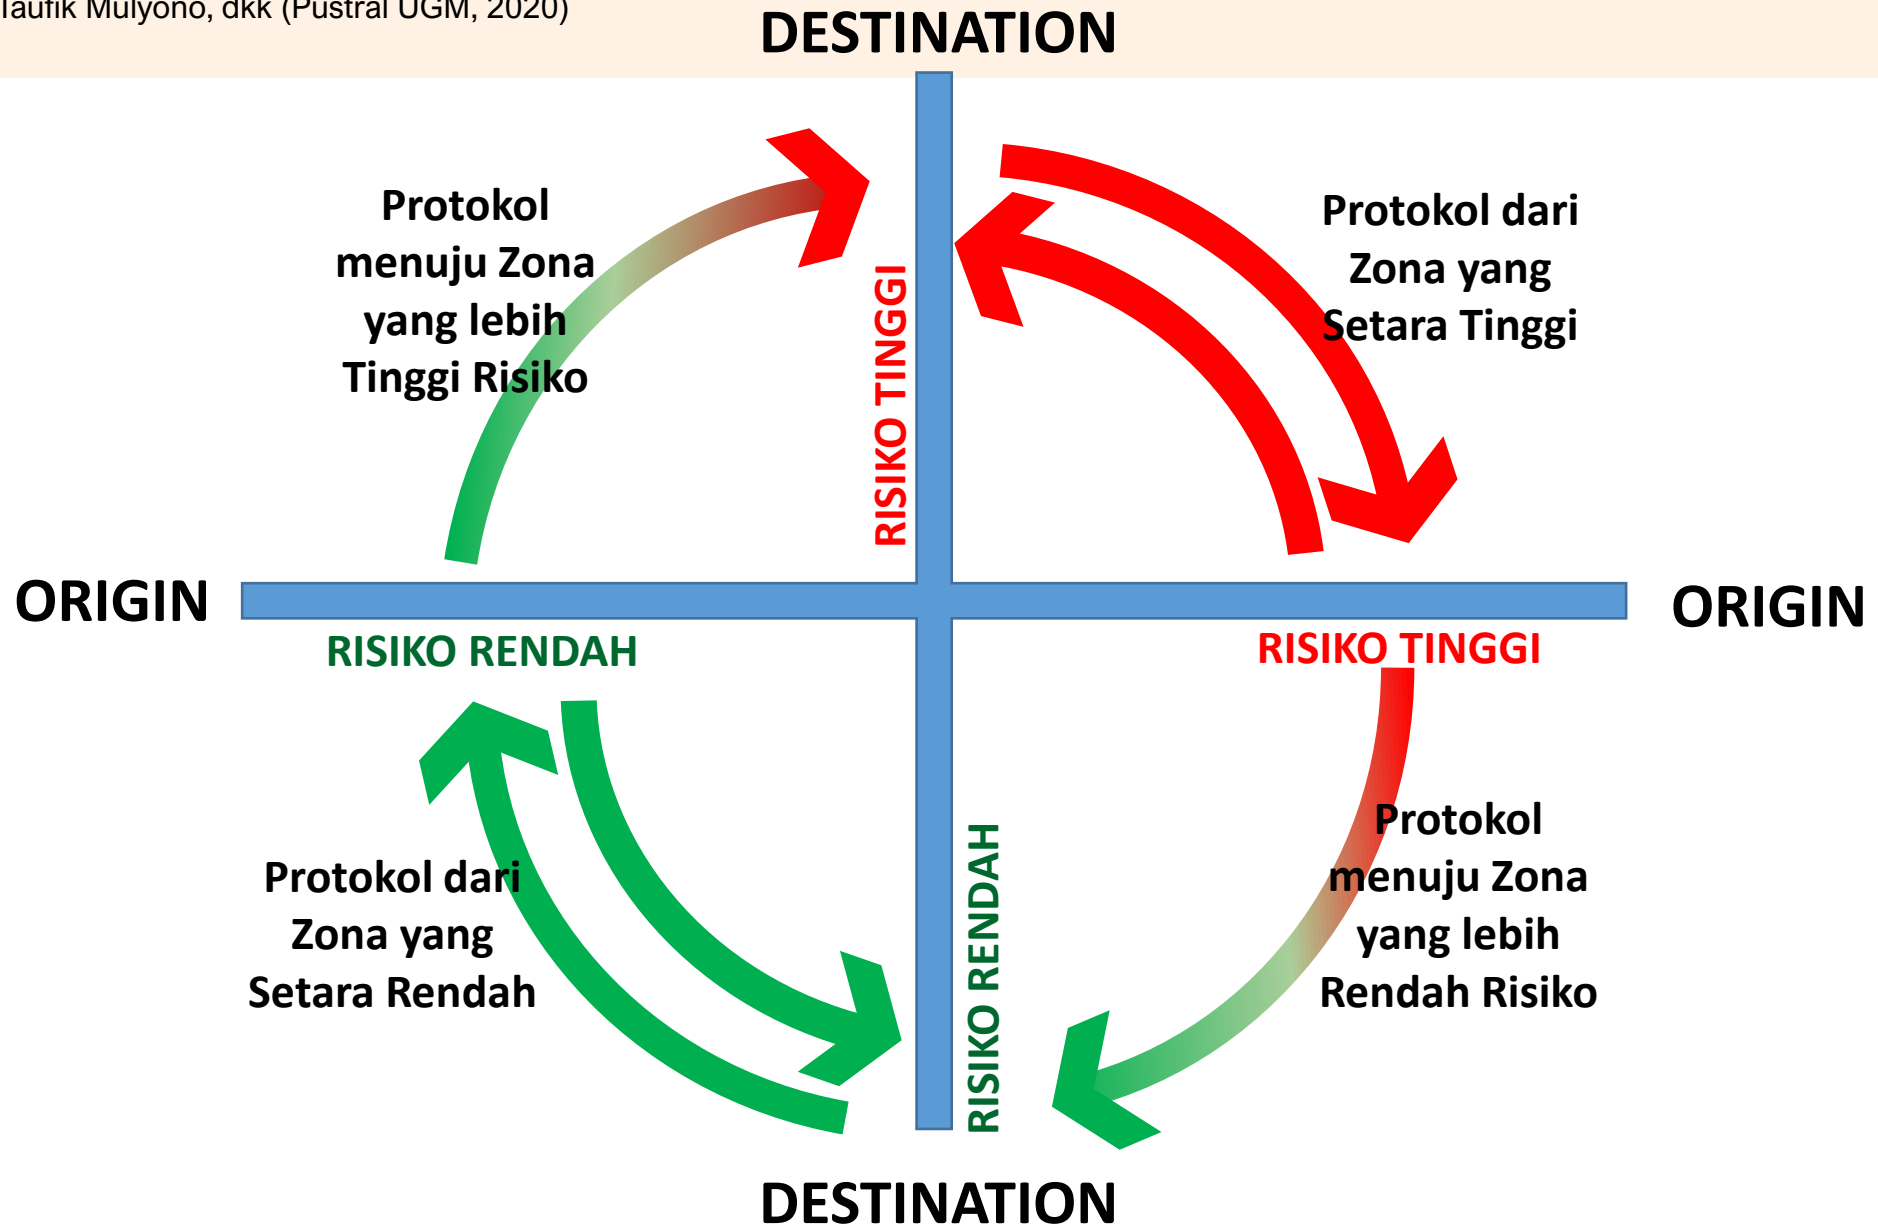 Taufik Mulyono, dkk (Pustral UGM, 2020)
DESTINATION
Protokol
menuju Zona
yang lebih
Tinggi Risiko
RISIKO TINGGI
Protokol dari
Zona yang
Setara Tinggi
ORIGIN
ORIGIN
RISIKO RENDAH
RISIKO TINGGI
Protokol dari
Zona yang
Setara Rendah
RISIKO RENDAH
Protokol
menuju Zona
yang lebih
Rendah Risiko
DESTINATION